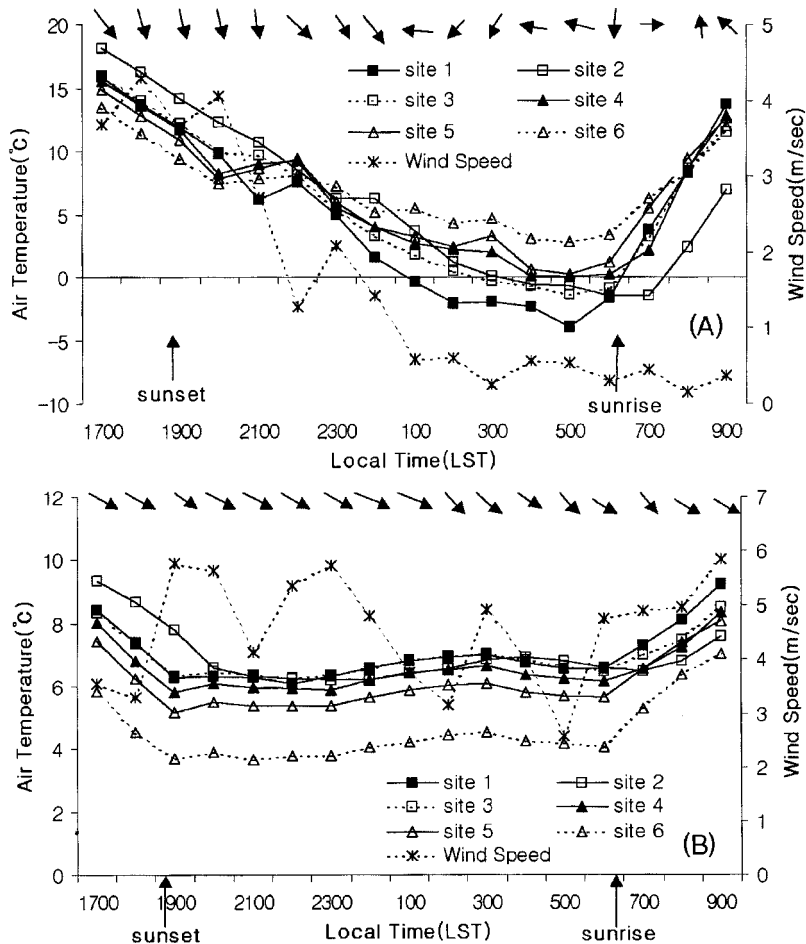 20
15
10
5
0
−5
−10
Air Temperature(℃)
5
4
3
2
1
0
Wind Speed(m/sec)
site 1
site 2
site 3
site 4
site 5
site 6
Wind Speed
(A)
sunset
sunrise
1700 1900 2100 2300 100 300 500 700 900
Local Time(LST)
12
10
8
6
4
2
0
Air Temperature(℃)
7
6
5
4
3
2
1
0
Wind Speed(m/sec)
site 1
site 2
site 3
site 4
site 5
site 6
Wind Speed
(B)
1700 1900 2100 2300 100 300 500 700 900
sunset
Local Time(LST)
sunrise